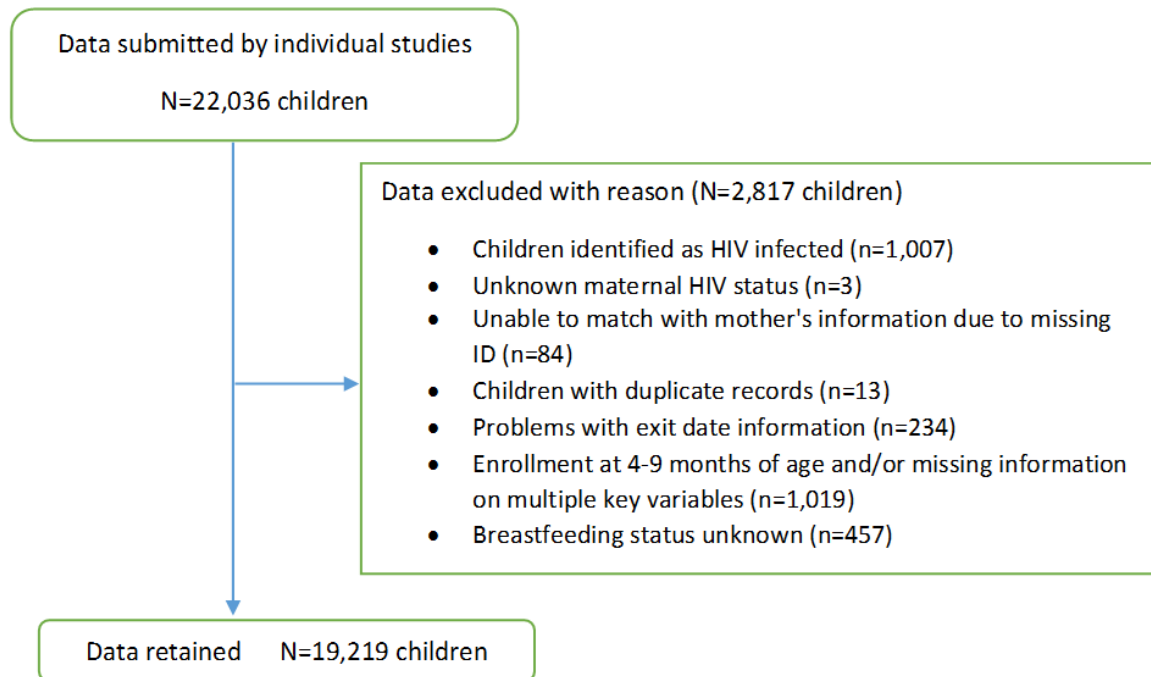 Data submitted by individual studies
N=22,036 children
Data excluded with reason (N=2,817 children)
• Children identified as HIV infected (n=1,007)
• Unknown maternal HIV status (n=3)
• Unable to match with mother's information due to missing
ID (n=84)
• Children with duplicate records (n=13)
• Problems with exit date information (n=234)
• Enrollment at 4-9 months of age and/or missing information
on multiple key variables (n=1,019)
• Breastfeeding status unknown (n=457)
Data retained N=19,219 children